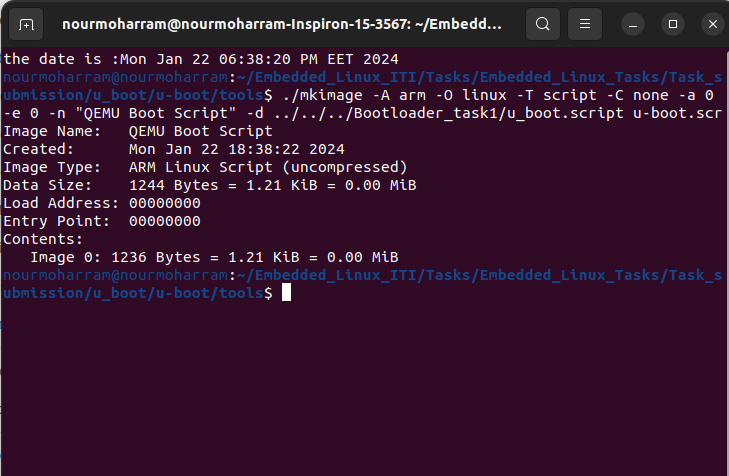 nourmoharram@nourmoharram-Inspiron-15-3567: ~/Embedd...
the date is :Mon Jan 22 06:38:20 PM EET 2024
nourmoharram@nourmoharram:~/Embedded_Linux_ITI/Tasks/Embedded_Linux_Tasks/Task_s
ubmission/u_boot/u-boot/tools$ ./mkimage -A arm -O linux -T script -C none -a 0
-e 0 -n "QEMU Boot Script" -d ../../../Bootloader_task1/u_boot.script u-boot.scr
Image Name:   QEMU Boot Script
Created:      Mon Jan 22 18:38:22 2024
Image Type:   ARM Linux Script (uncompressed)
Data Size:    1244 Bytes = 1.21 KiB = 0.00 MiB
Load Address: 00000000
Entry Point:  00000000
Contents:
   Image 0: 1236 Bytes = 1.21 KiB = 0.00 MiB
nourmoharram@nourmoharram:~/Embedded_Linux_ITI/Tasks/Embedded_Linux_Tasks/Task_s
ubmission/u_boot/u-boot/tools$